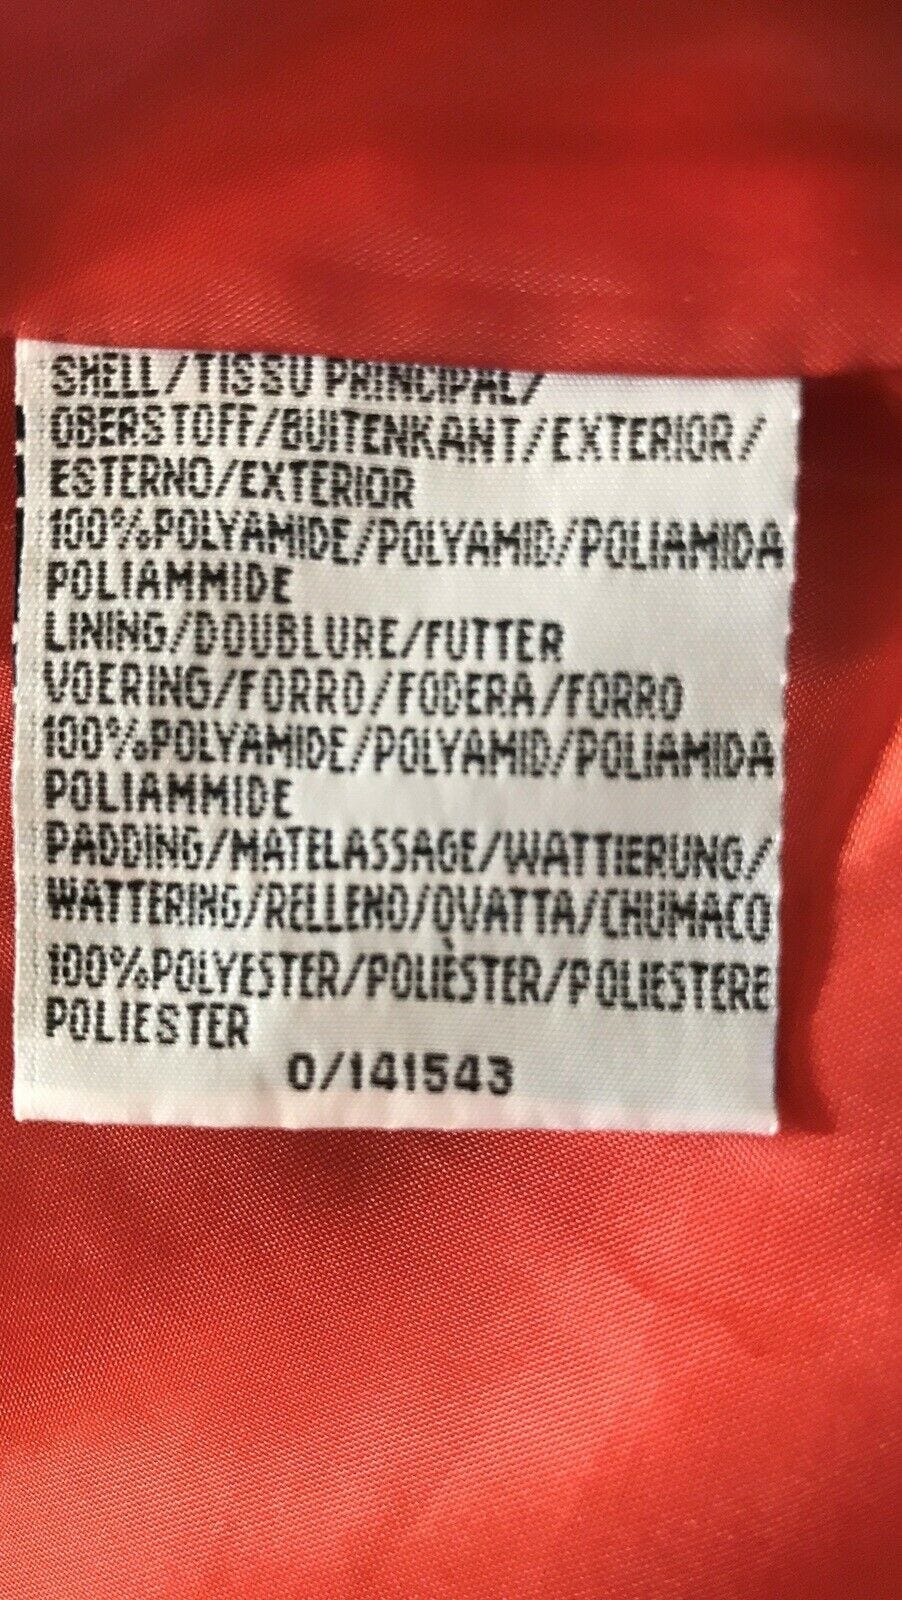 SHELL/TISSU PRINCIPAL/
OBERSTOFF/BUITENKANT/EXTERIOR/
ESTERNO/EXTERIOR
100%POLYAMIDE/POLYAMID/POLIAMIDA
POLIAMMIDE
LINING/DOUBLURE/FUTTER
VOERING/FORRO/FODERA/FORRO
100%POLYAMIDE/POLYAMID/POLIAMIDA
POLIAMMIDE
PADDING/MATELASSAGE/WATTIERUNG/
WATTERING/RELLENO/OVATTA/CHUMACO
100%POLYESTER/POLIÈSTER/POLIESTERE
POLIESTER
0/141543